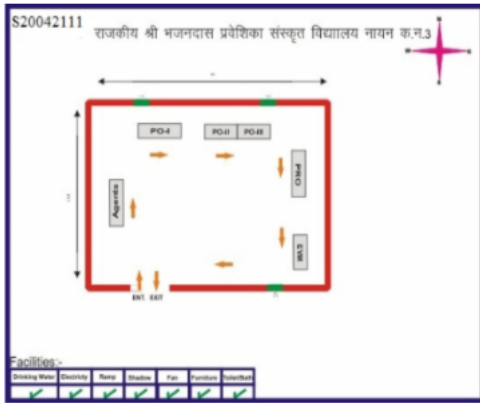 S20042111
राजकीय श्री भजनदास प्रवेशिका संस्कृत विद्याालय नायन क.न.3
N
W
E
S
PO-I
PO-II PO-III
Agents
PRO
EVM
ENT. EXIT
Facilities:-
Drinking Water Electricity Ramp Shadow Fan Furniture Toilet/Bath